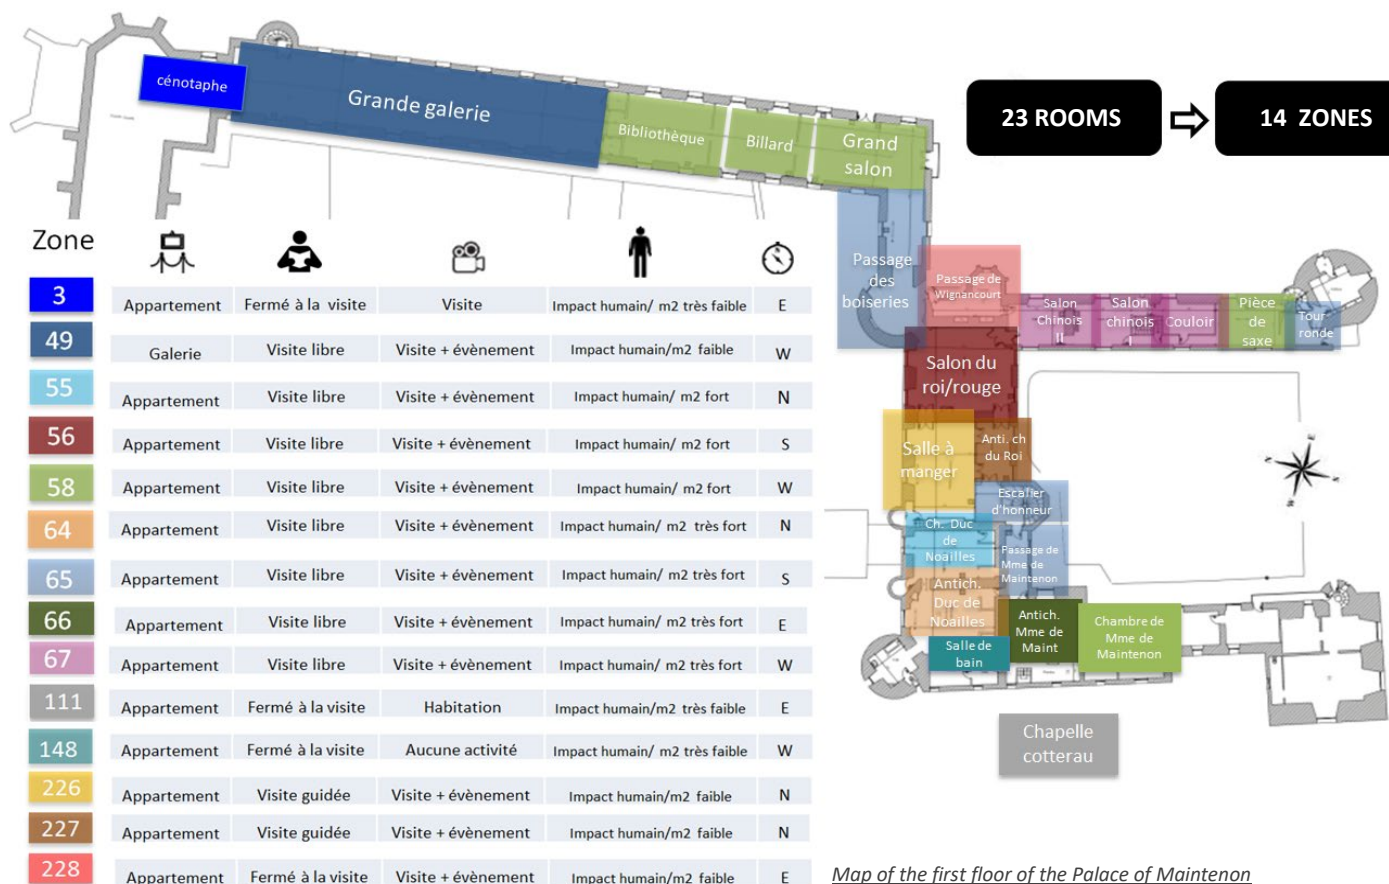 cénotaphe
Grande galerie
Bibliothèque
Billard
Grand
salon
23 ROOMS
14 ZONES
Passage
des
boiseries
Passage de
Wignancourt
Salon
Chinois
II
Salon
chinois
I
Couloir
Pièce
de
saxe
Tour
ronde
Salon du
roi/rouge
Salle à
manger
Anti. ch
du Roi
Escalier
d'honneur
Ch. Duc
de
Noailles
Passage de
Mme de
Maintenon
Antich.
Duc de
Noailles
Antich.
Mme de
Maint
Chambre de
Mme de
Maintenon
Salle de
bain
Chapelle
cotterau
Zone
3 Appartement Fermé à la visite Visite Impact humain/ m2 très faible E
49 Galerie Visite libre Visite + évènement Impact humain/m2 faible W
55 Appartement Visite libre Visite + évènement Impact humain/ m2 fort N
56 Appartement Visite libre Visite + évènement Impact humain/ m2 fort S
58 Appartement Visite libre Visite + évènement Impact humain/ m2 fort W
64 Appartement Visite libre Visite + évènement Impact humain/ m2 très fort N
65 Appartement Visite libre Visite + évènement Impact humain/ m2 très fort S
66 Appartement Visite libre Visite + évènement Impact humain/ m2 très fort E
67 Appartement Visite libre Visite + évènement Impact humain/ m2 très fort W
111 Appartement Fermé à la visite Habitation Impact humain/m2 très faible E
148 Appartement Fermé à la visite Aucune activité Impact humain/ m2 très faible W
226 Appartement Visite guidée Visite + évènement Impact humain/m2 faible N
227 Appartement Visite guidée Visite + évènement Impact humain/m2 faible N
228 Appartement Fermé à la visite Visite + évènement Impact humain/m2 faible E
Map of the first floor of the Palace of Maintenon